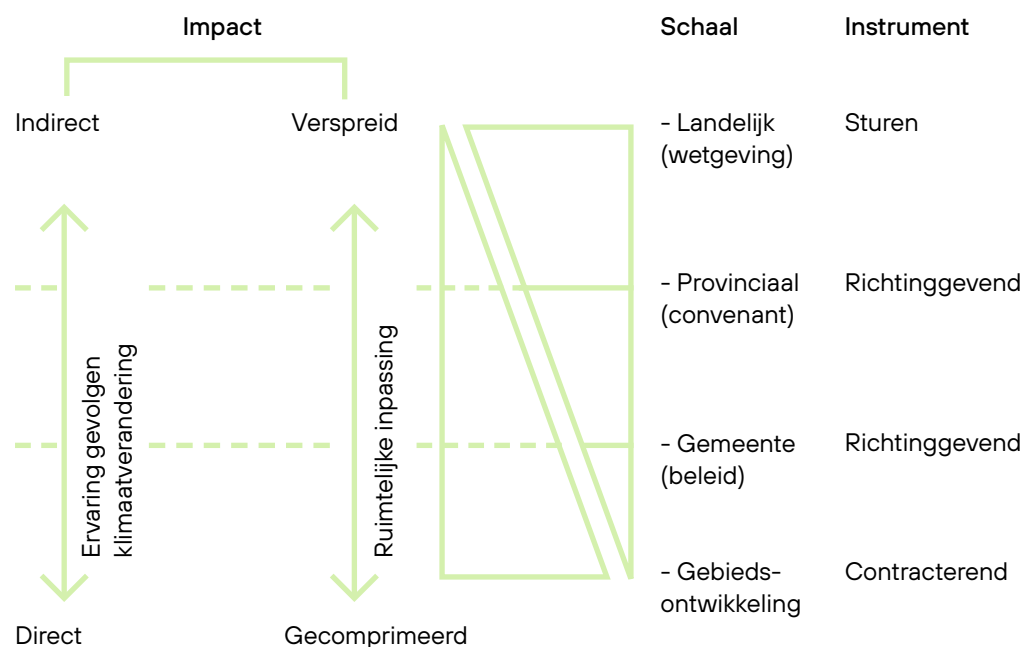 Impact
Schaal
Instrument
Indirect
Verspreid
- Landelijk
(wetgeving)
Sturen
- Provinciaal
(convenant)
Richtinggevend
Ervaring gevolgen
klimaatverandering
Ruimtelijke inpassing
- Gemeente
(beleid)
Richtinggevend
- Gebieds-
ontwikkeling
Contracterend
Direct
Gecomprimeerd